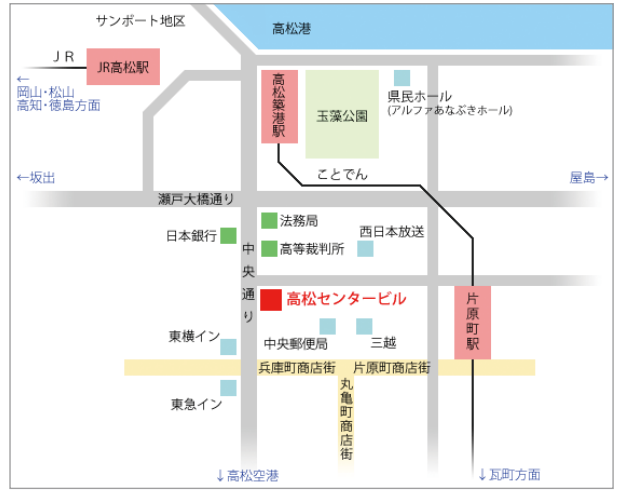 サンポート地区
高松港
JR
JR高松駅
←
岡山・松山
高知・徳島方面
高松築港駅
玉藻公園
県民ホール
(アルファあなぶきホール)
ことでん
←坂出
屋島→
瀬戸大橋通り
法務局
日本銀行
西日本放送
高等裁判所
中央通り
高松センタービル
片原町駅
東横イン
中央郵便局
三越
兵庫町商店街
片原町商店街
丸亀町商店街
東急イン
↓高松空港
↓瓦町方面